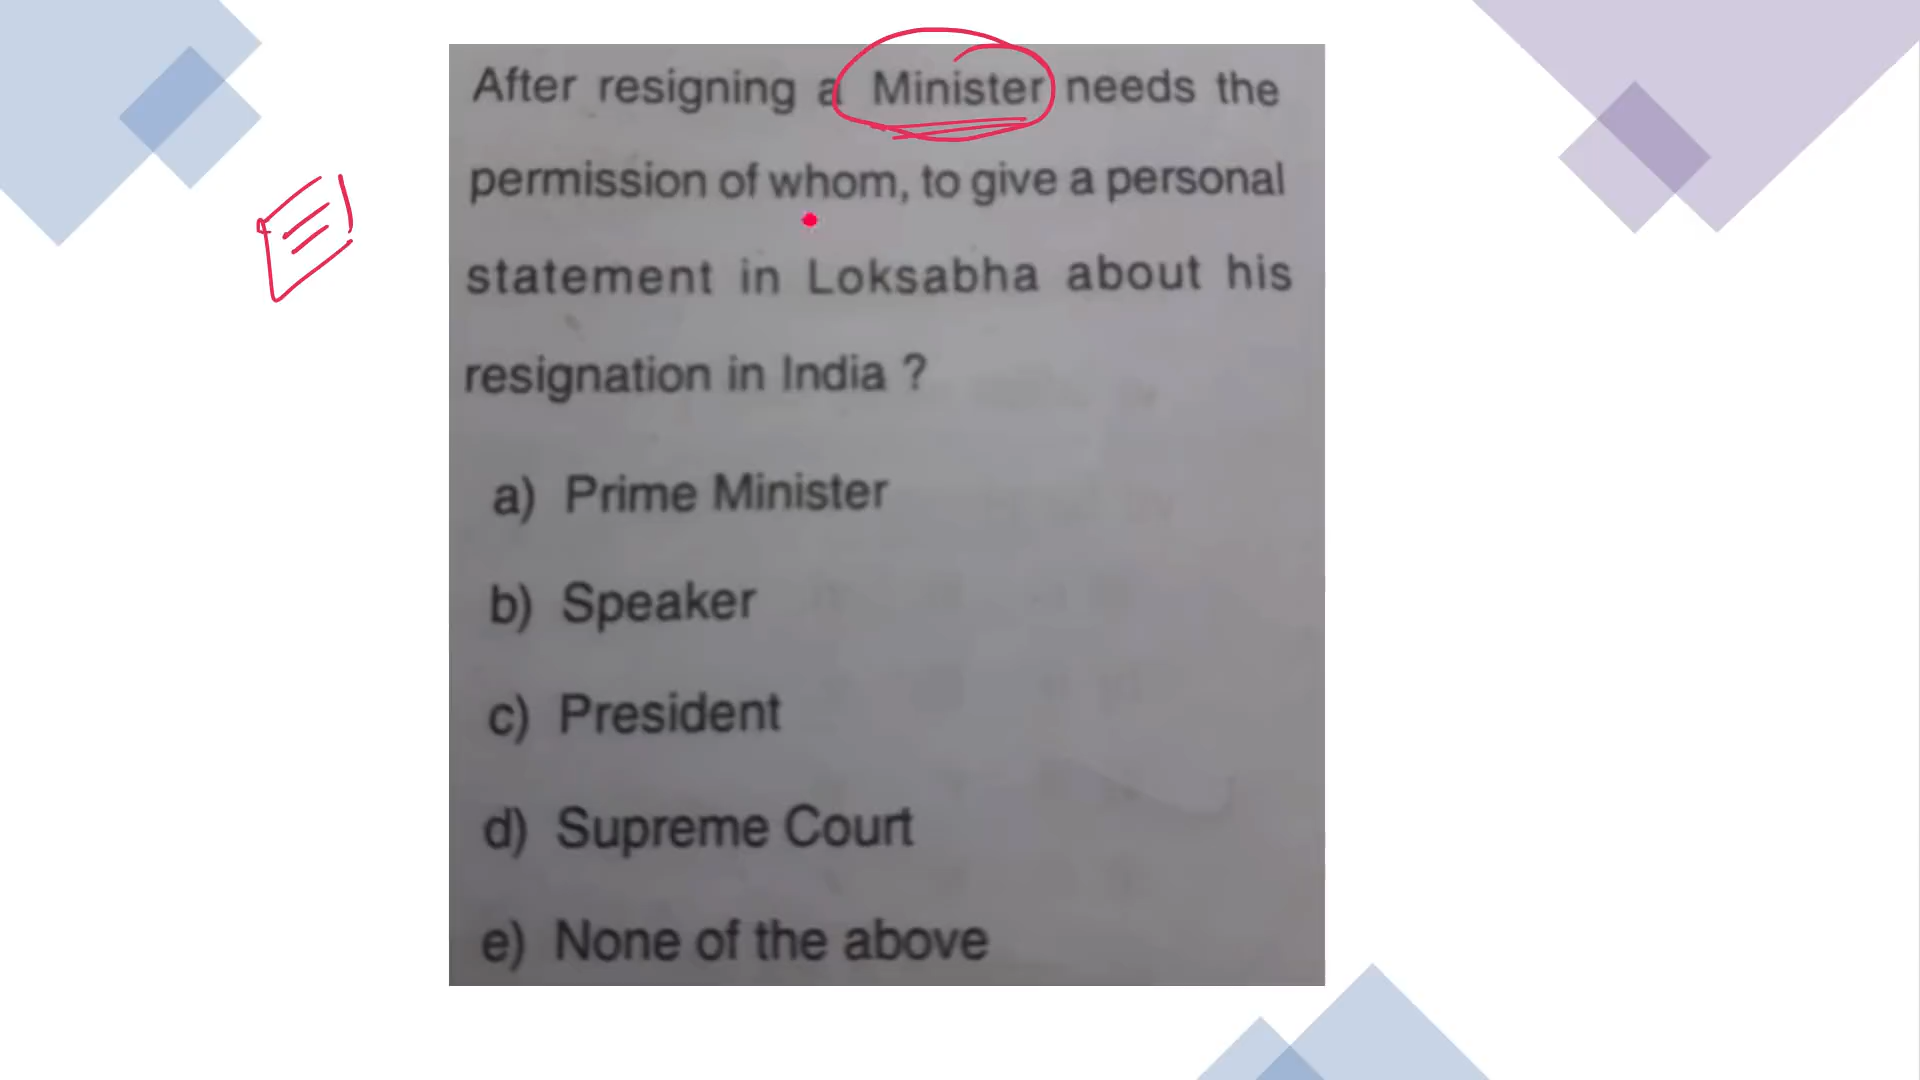 After resigning a Minister needs the
permission of whom, to give a personal
statement in Loksabha about his
resignation in India ?
a) Prime Minister
b) Speaker
c) President
d) Supreme Court
e) None of the above